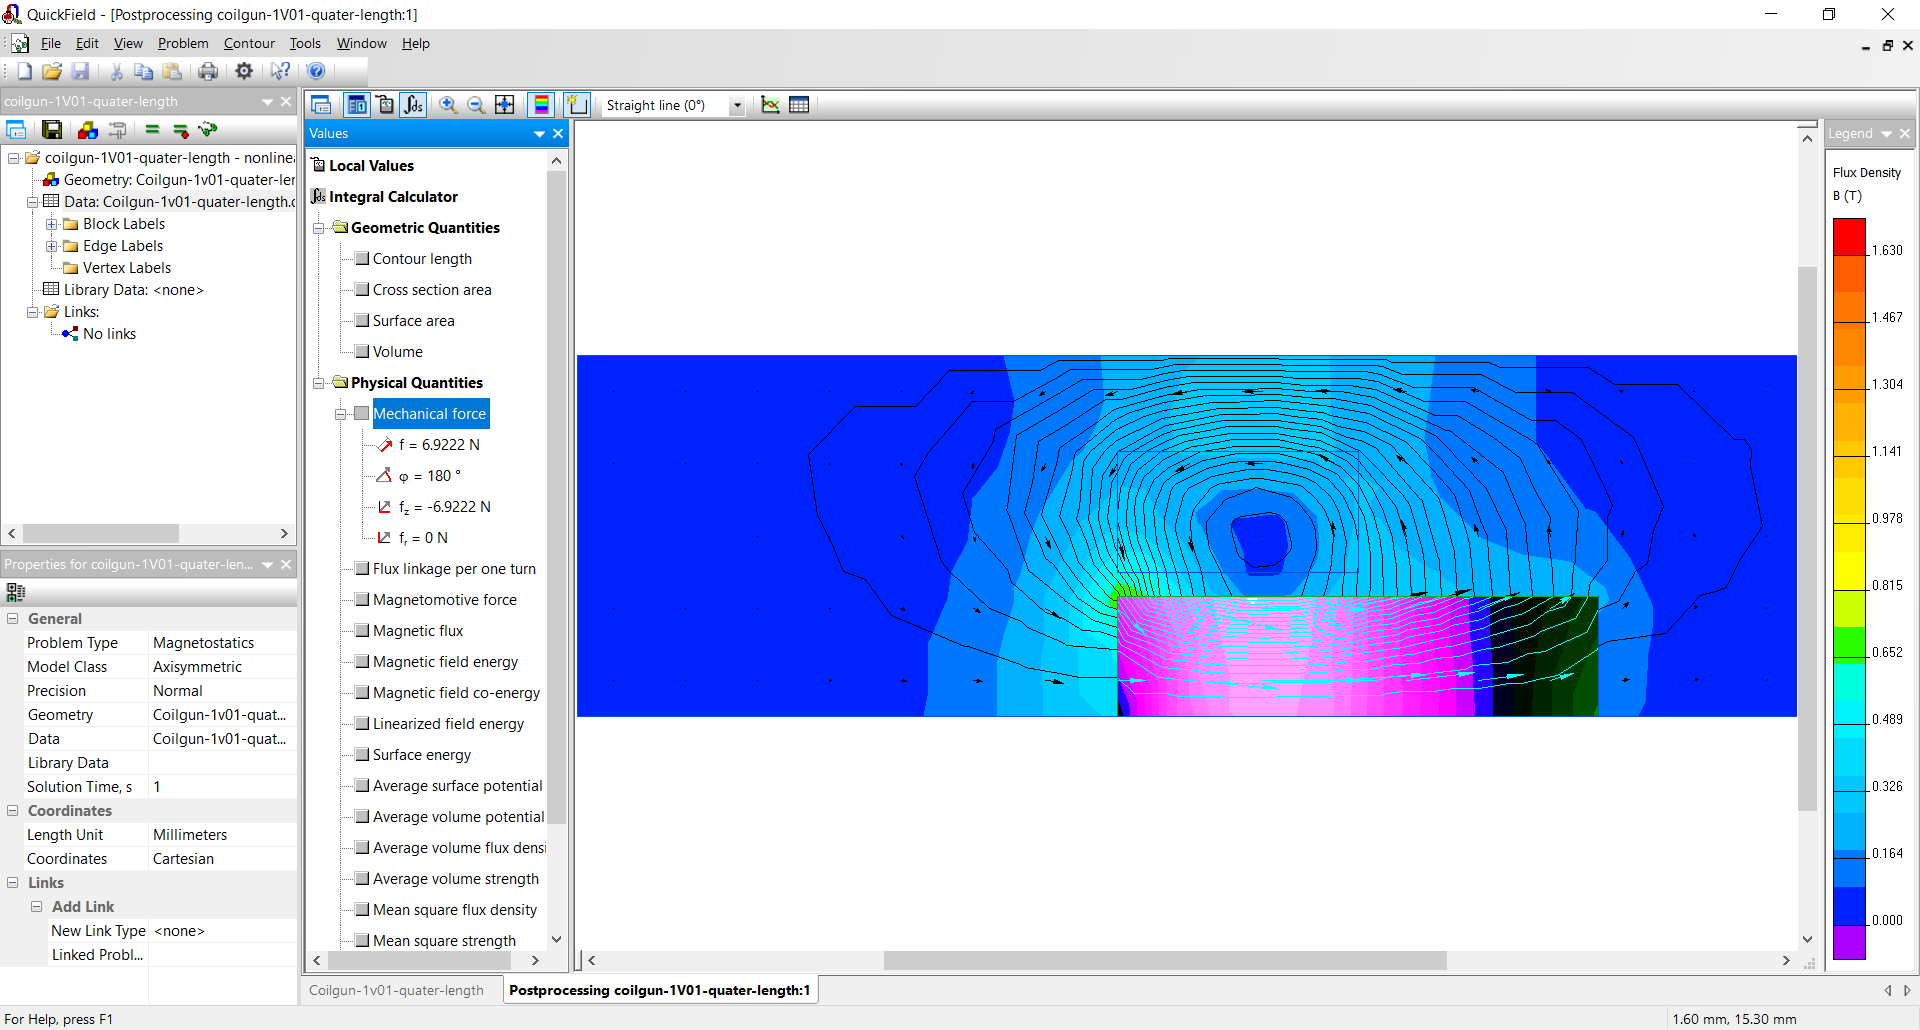 QuickField - [Postprocessing coilgun-1V01-quater-length:1]
File Edit View Problem Contour Tools Window Help
coilgun-1V01-quater-length
coilgun-1V01-quater-length - nonline
Geometry: Coilgun-1v01-quater-ler
Data: Coilgun-1v01-quater-length.
Block Labels
Edge Labels
Vertex Labels
Library Data: <none>
Links:
No links
Properties for coilgun-1V01-quater-len...
General
Problem Type Magnetostatics
Model Class Axisymmetric
Precision Normal
Geometry Coilgun-1v01-quat...
Data Coilgun-1v01-quat...
Library Data
Solution Time, s 1
Coordinates
Length Unit Millimeters
Coordinates Cartesian
Links
Add Link
New Link Type <none>
Linked Probl...
Straight line (0°)
Values
Local Values
Integral Calculator
Geometric Quantities
Contour length
Cross section area
Surface area
Volume
Physical Quantities
Mechanical force
f = 6.9222 N
φ = 180 °
fz = -6.9222 N
fr = 0 N
Flux linkage per one turn
Magnetomotive force
Magnetic flux
Magnetic field energy
Magnetic field co-energy
Linearized field energy
Surface energy
Average surface potential
Average volume potential
Average volume flux densi
Average volume strength
Mean square flux density
Mean square strength
Legend
Flux Density
B (T)
1.630
1.467
1.304
1.141
0.978
0.815
0.652
0.489
0.326
0.164
0.000
Coilgun-1v01-quater-length
Postprocessing coilgun-1V01-quater-length:1
For Help, press F1
1.60 mm, 15.30 mm